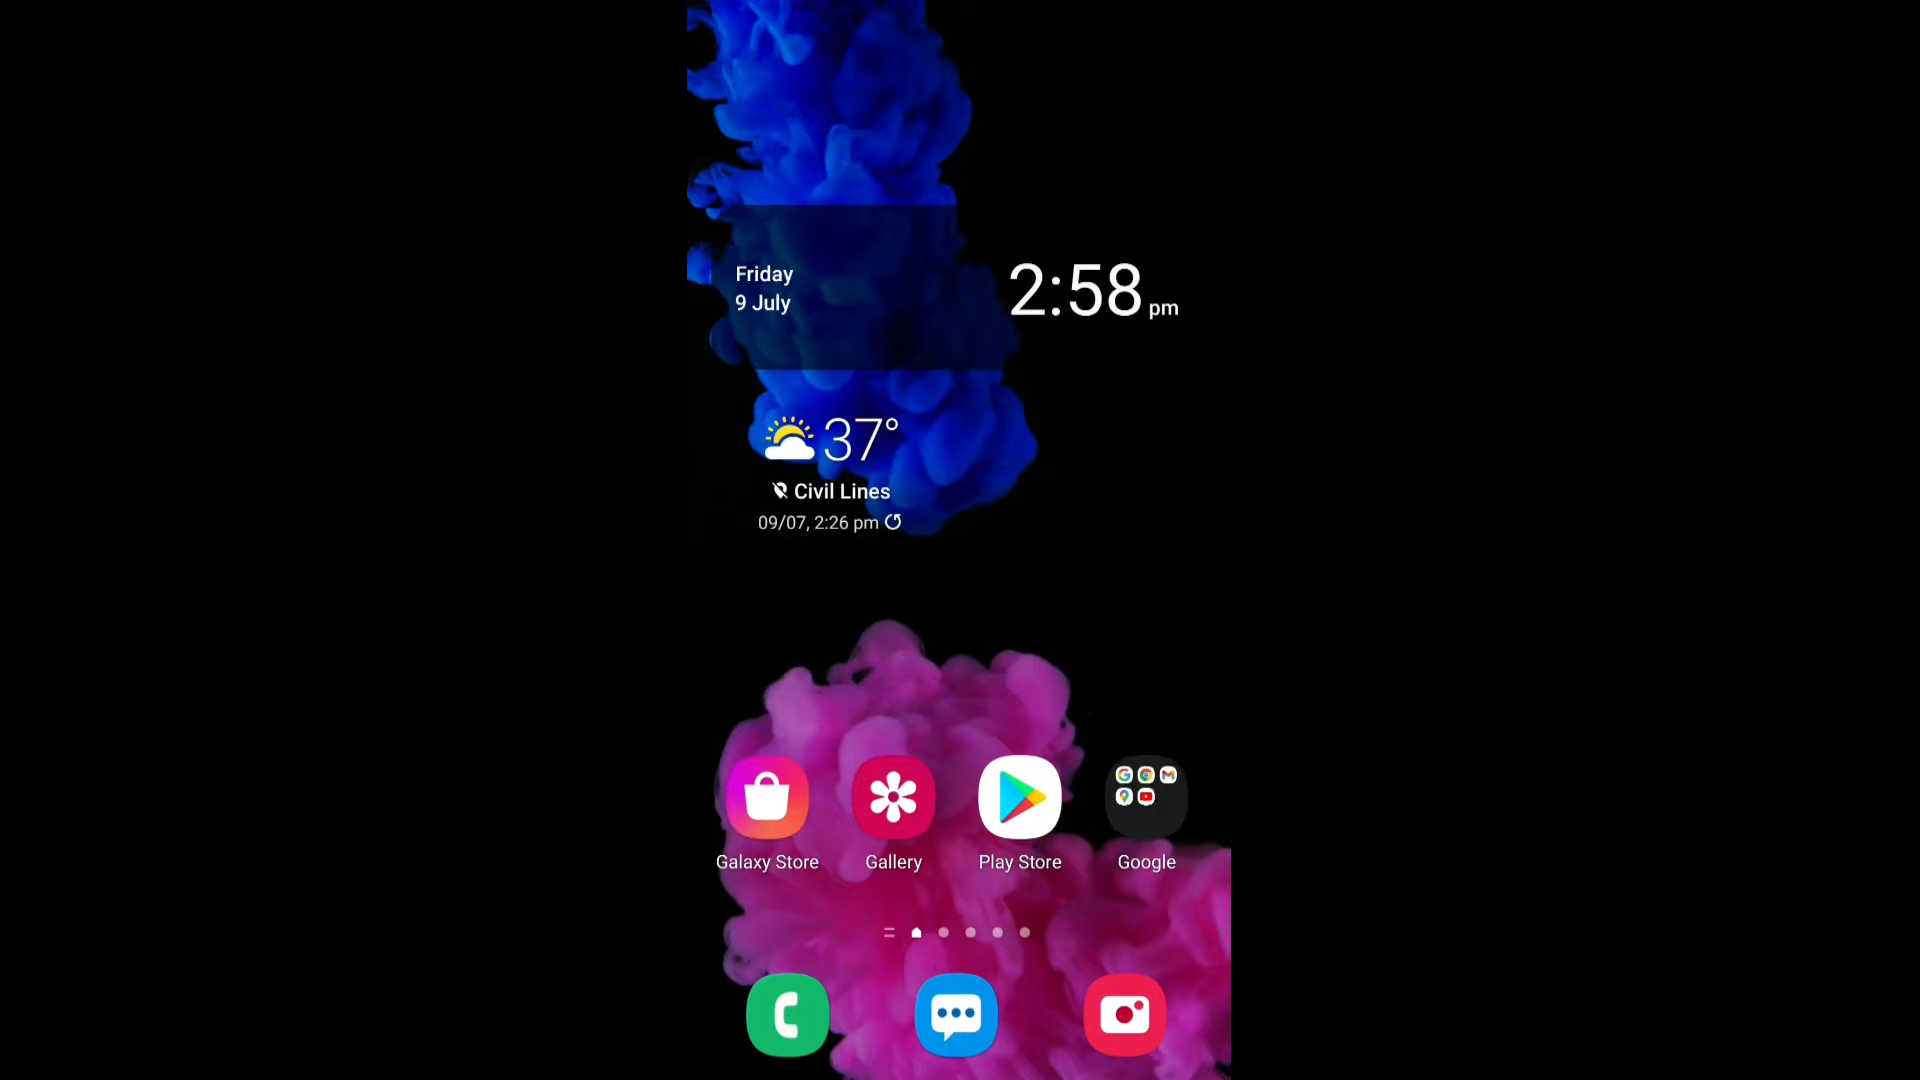 Friday
9 July
2:58 pm
37°
Civil Lines
09/07, 2:26 pm
Galaxy Store
Gallery
Play Store
Google